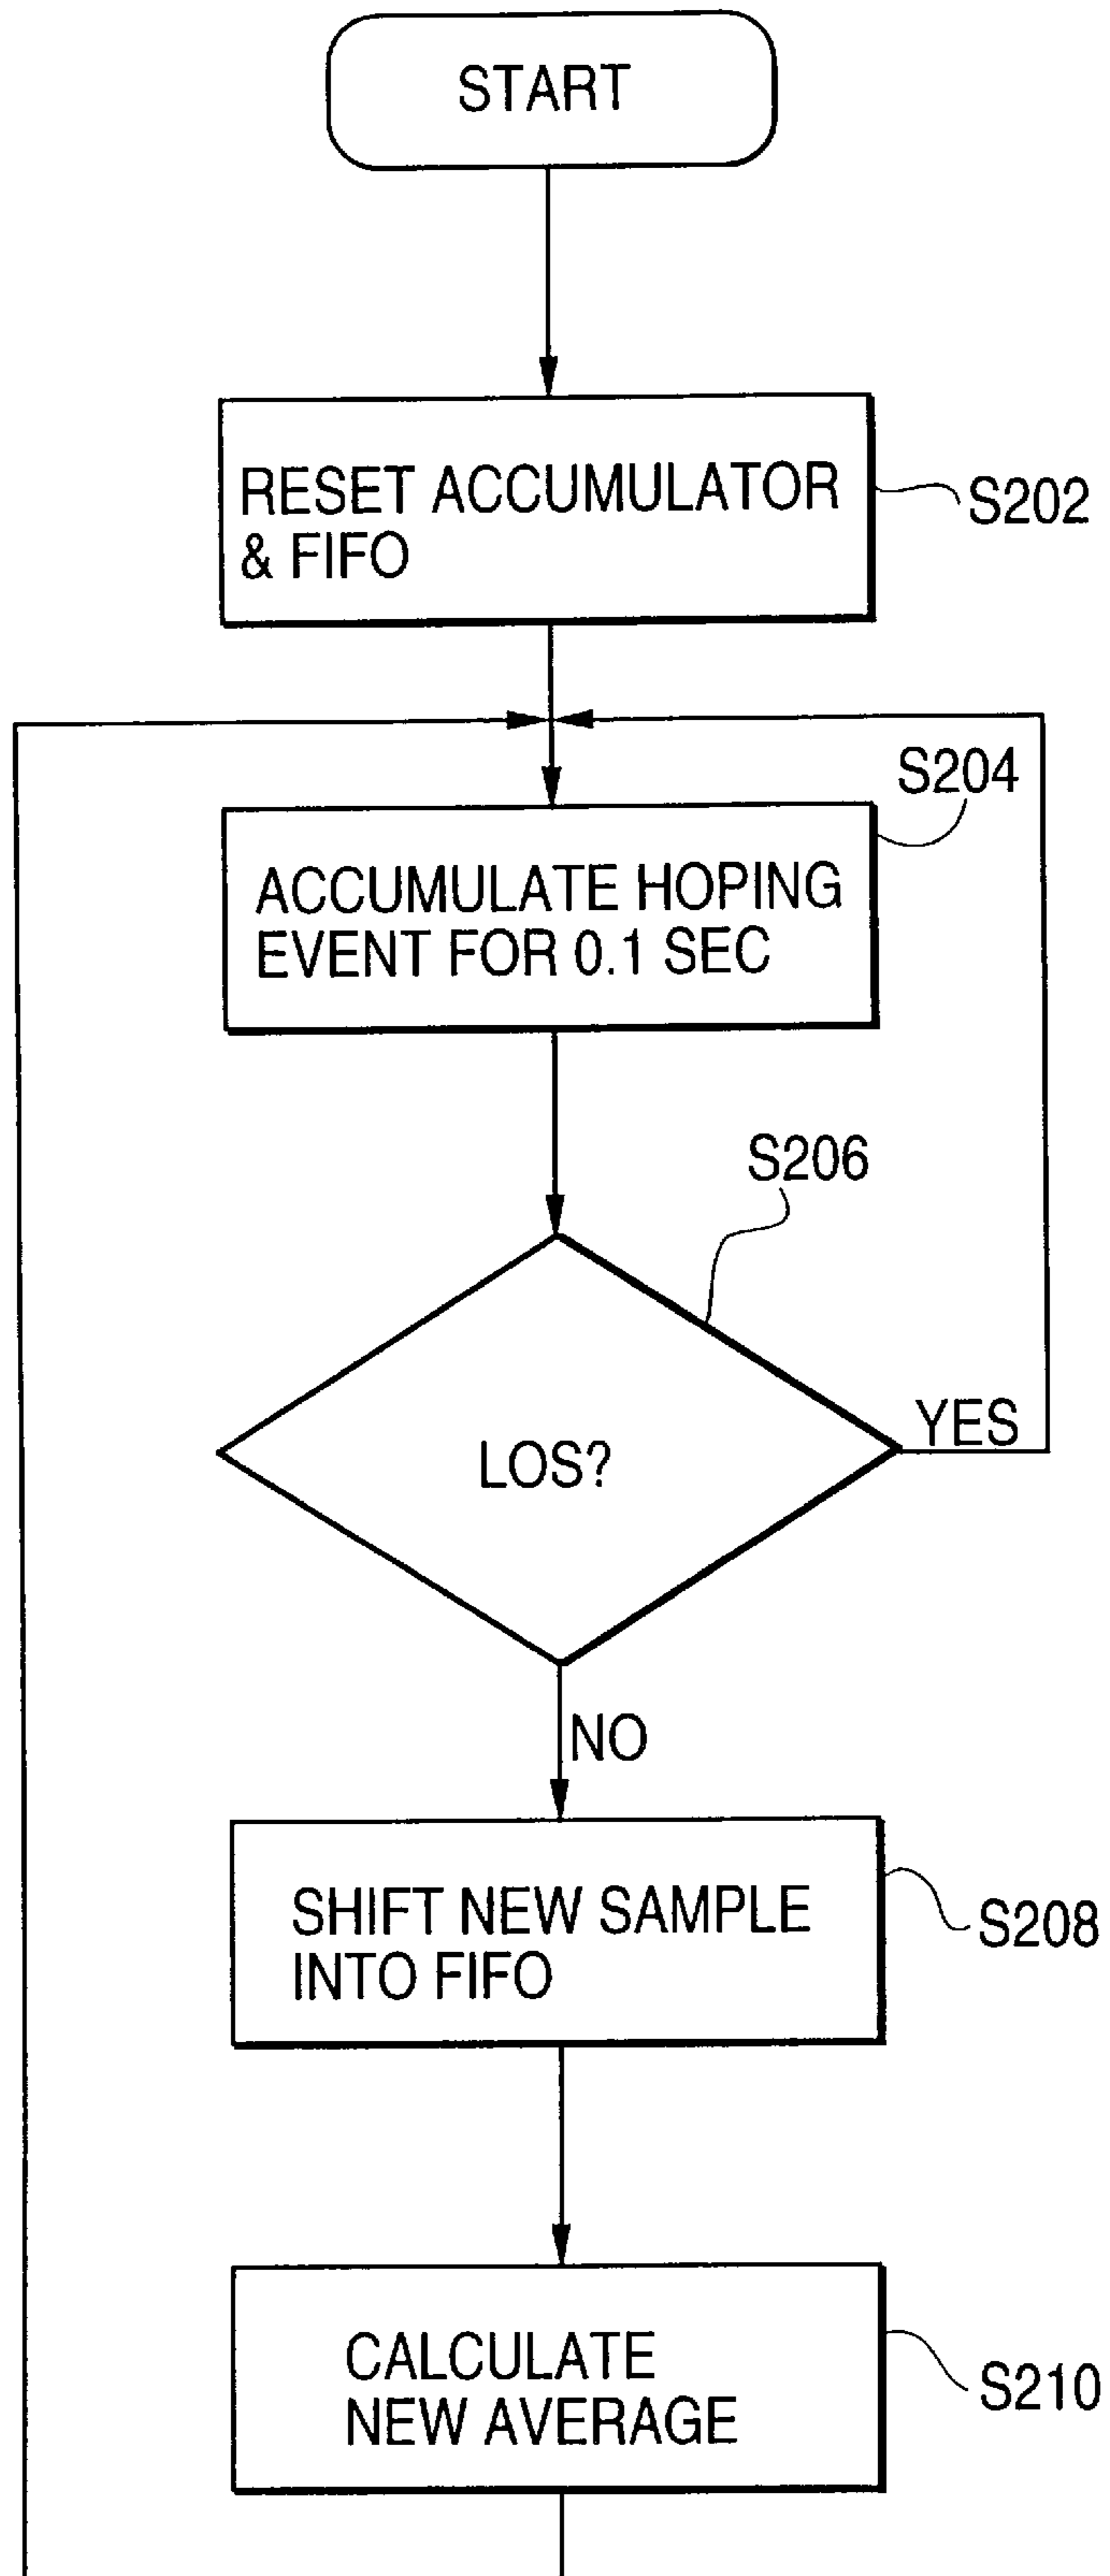 START
RESET ACCUMULATOR
& FIFO
S202
S204
ACCUMULATE HOPING
EVENT FOR 0.1 SEC
S206
LOS?
YES
NO
SHIFT NEW SAMPLE
INTO FIFO
S208
CALCULATE
NEW AVERAGE
S210